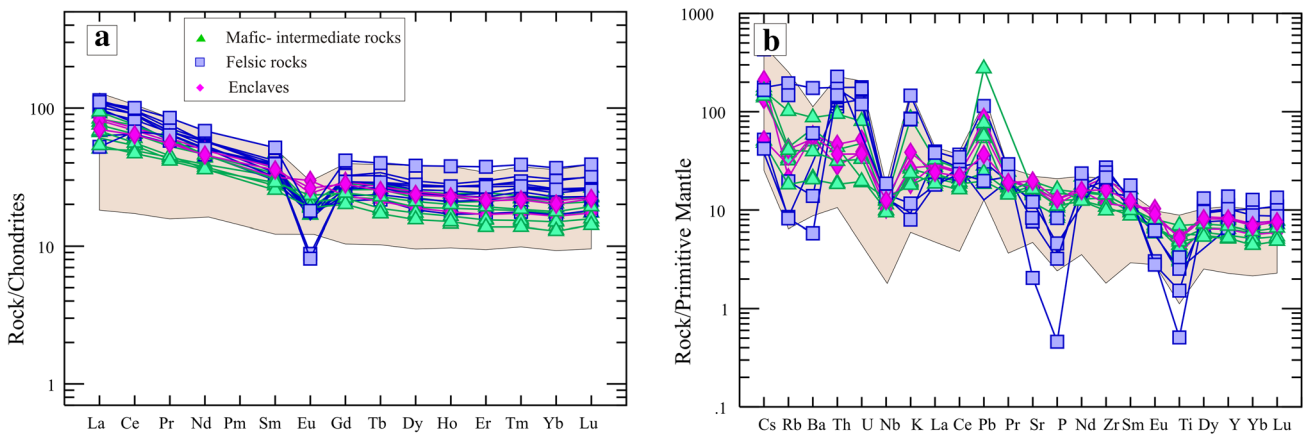 a
Mafic- intermediate rocks
Felsic rocks
Enclaves
100
10
1
Rock/Chondrites
La Ce Pr Nd Pm Sm Eu Gd Tb Dy Ho Er Tm Yb Lu
b
1000
100
10
1
.1
Rock/Primitive Mantle
Cs Rb Ba Th U Nb K La Ce Pb Pr Sr P Nd Zr Sm Eu Ti Dy Y Yb Lu